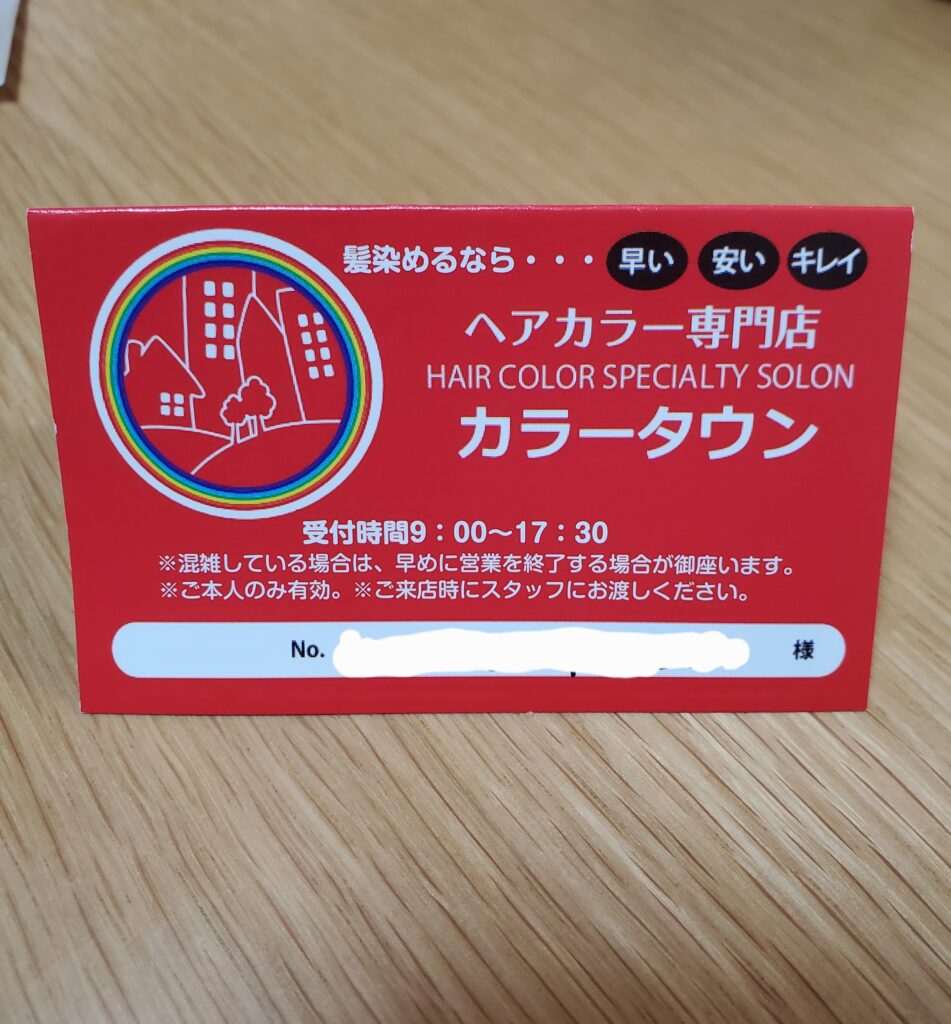 髪染めるなら・・・ 早い 安い キレイ
ヘアカラー専門店
HAIR COLOR SPECIALTY SOLON
カラータウン
受付時間9：00〜17：30
※混雑している場合は、早めに営業を終了する場合が御座います。
※ご本人のみ有効。※ご来店時にスタッフにお渡しください。
No. 様